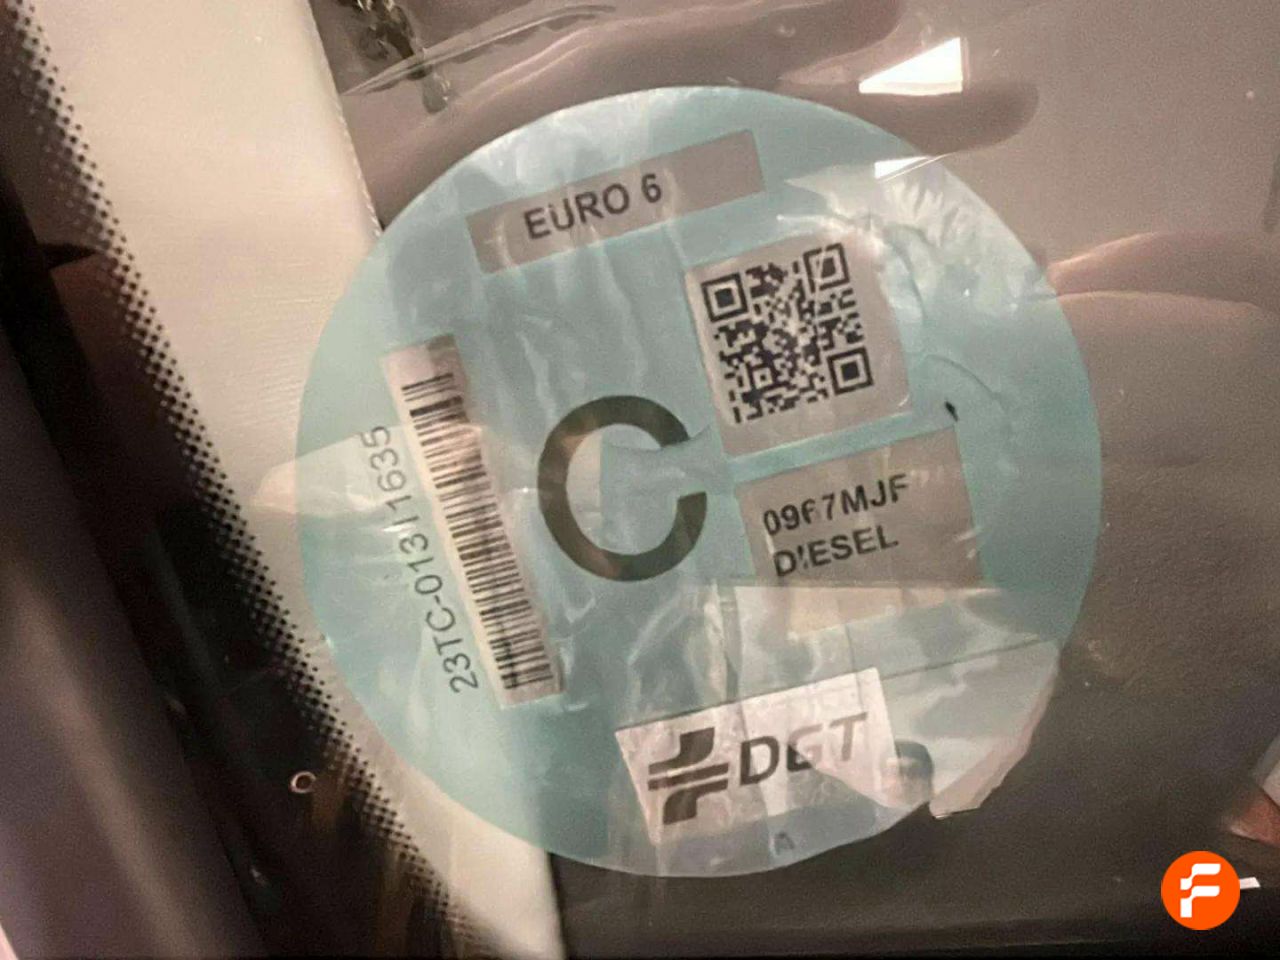 EURO 6
C
0967MJF
DIESEL
23TC-01311635
DGT